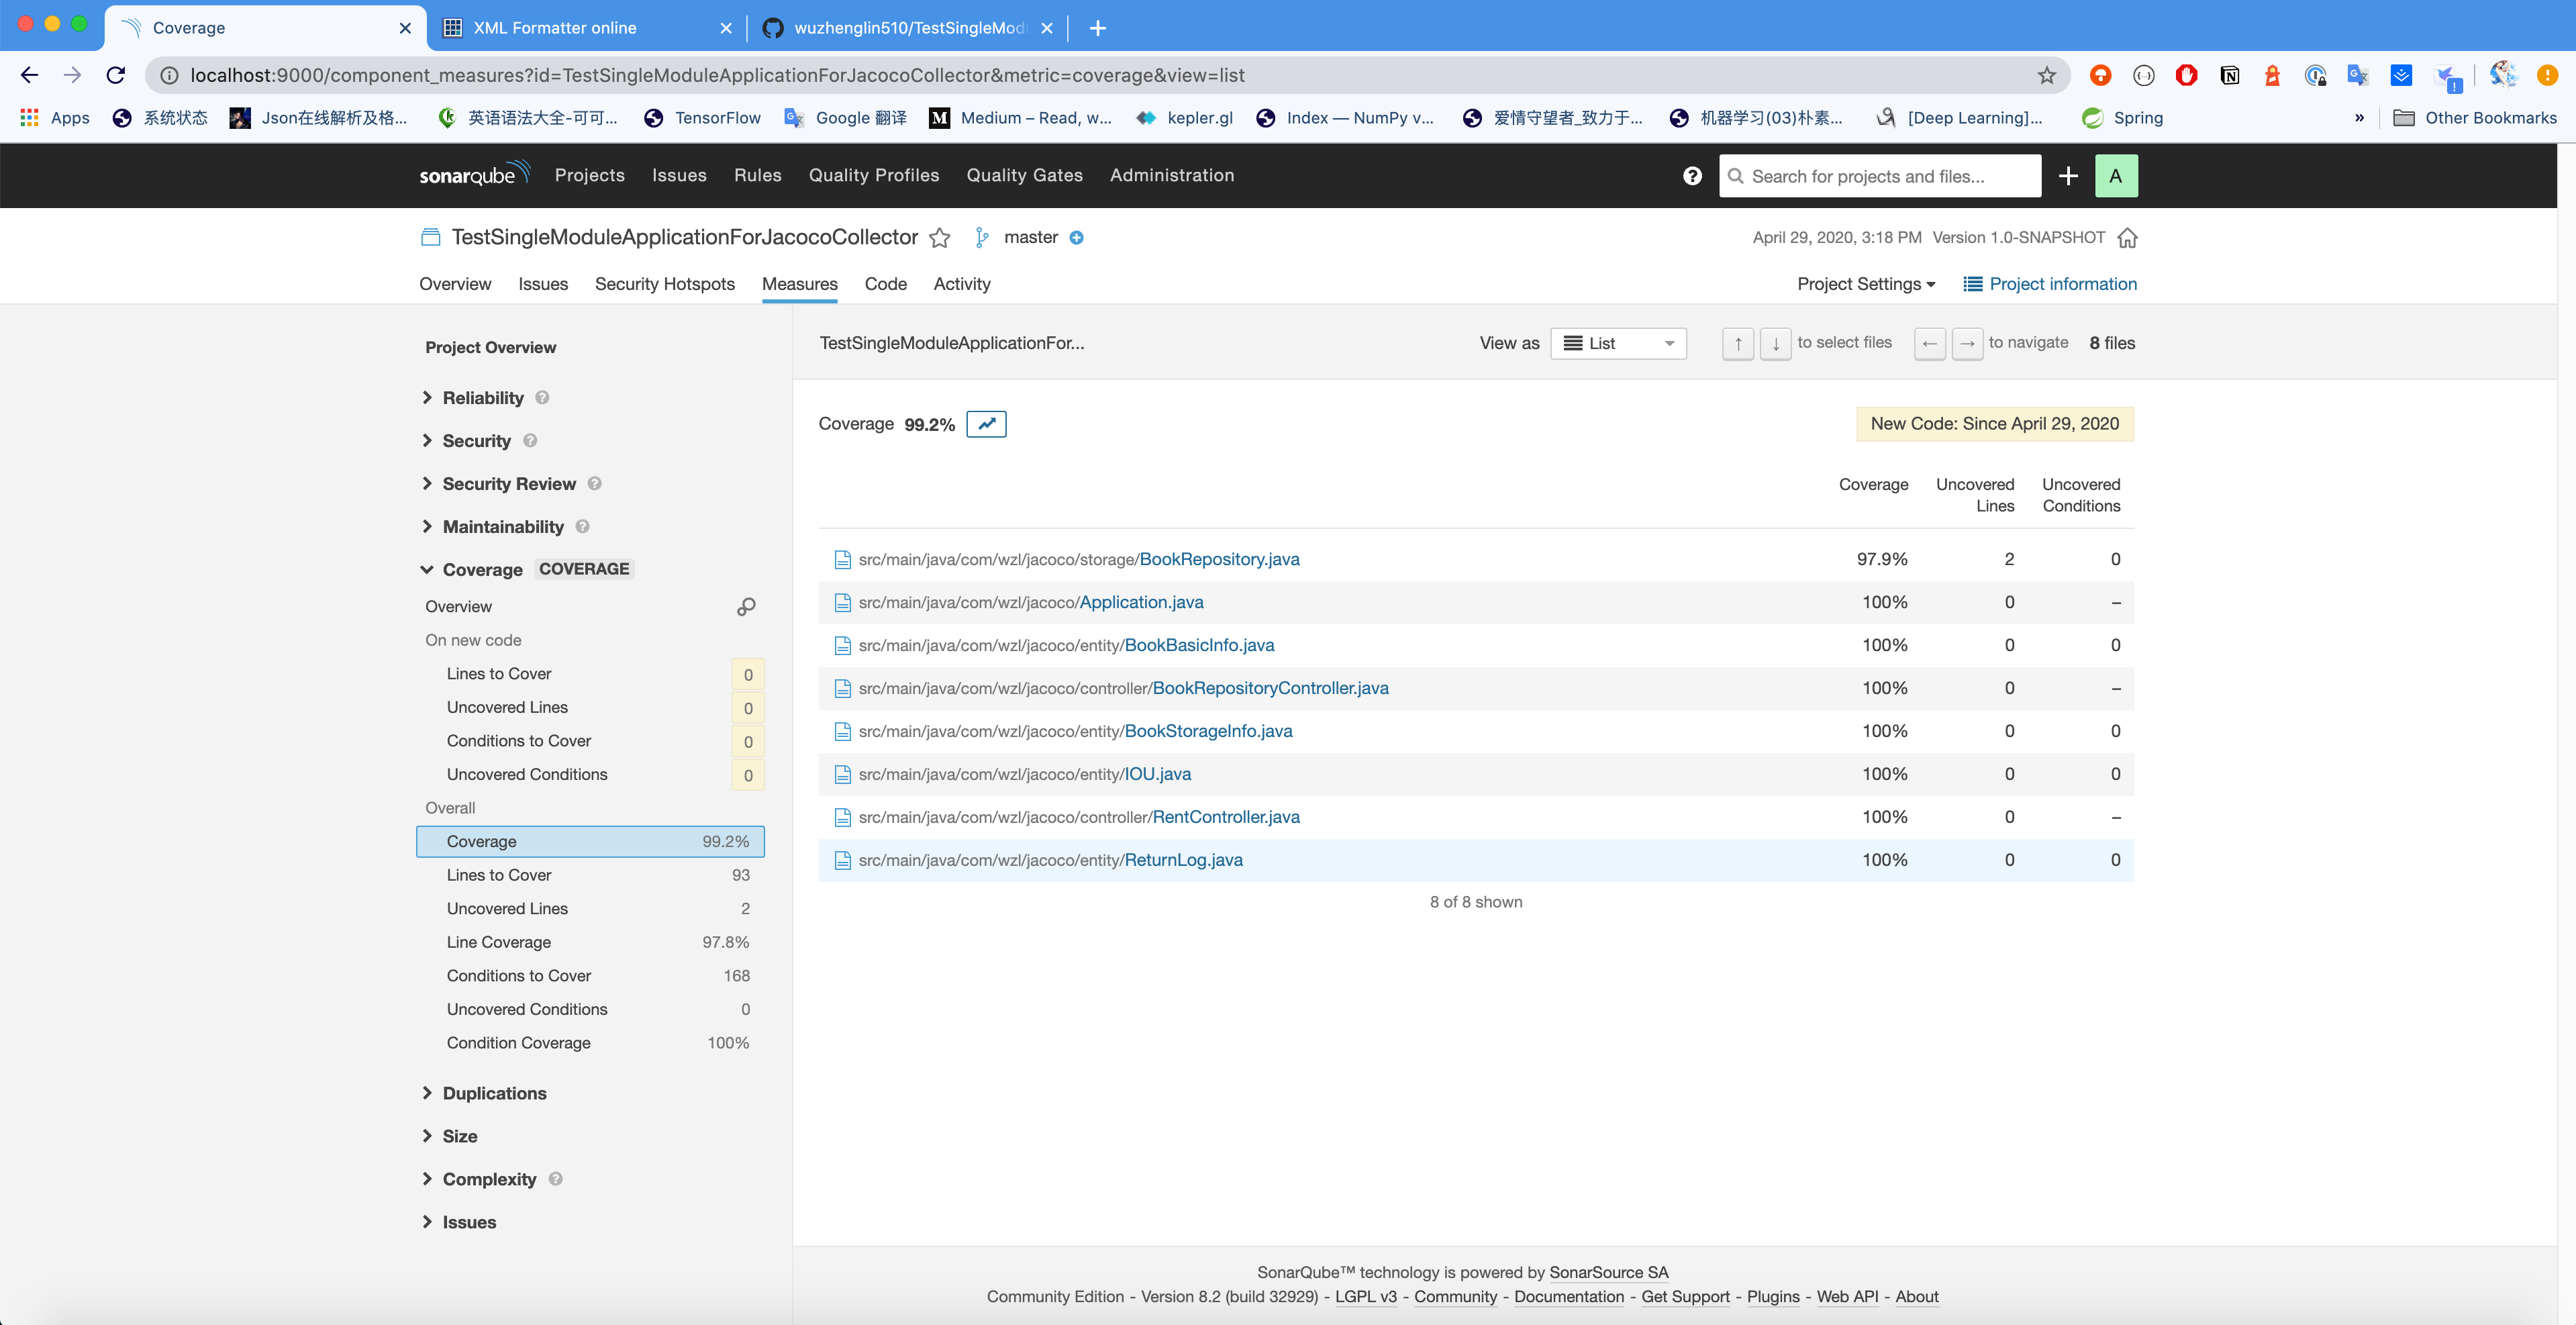 Coverage
XML Formatter online
wuzhenglin510/TestSingleMod
localhost:9000/component_measures?id=TestSingleModuleApplicationForJacocoCollector&metric=coverage&view=list
Apps 系统状态 Json在线解析及格... 英语语法大全-可可... TensorFlow Google 翻译 Medium – Read, w... kepler.gl Index — NumPy v... 爱情守望者_致力于... 机器学习(03)朴素... [Deep Learning]... Spring » Other Bookmarks
sonarqube Projects Issues Rules Quality Profiles Quality Gates Administration Search for projects and files... A
TestSingleModuleApplicationForJacocoCollector master April 29, 2020, 3:18 PM Version 1.0-SNAPSHOT
Overview Issues Security Hotspots Measures Code Activity Project Settings Project information
Project Overview
Reliability
Security
Security Review
Maintainability
Coverage COVERAGE
Overview
On new code
Lines to Cover 0
Uncovered Lines 0
Conditions to Cover 0
Uncovered Conditions 0
Overall
Coverage 99.2%
Lines to Cover 93
Uncovered Lines 2
Line Coverage 97.8%
Conditions to Cover 168
Uncovered Conditions 0
Condition Coverage 100%
Duplications
Size
Complexity
Issues
TestSingleModuleApplicationFor... View as List ↑ ↓ to select files ← → to navigate 8 files
Coverage 99.2% New Code: Since April 29, 2020
Coverage Uncovered Lines Uncovered Conditions
src/main/java/com/wzl/jacoco/storage/BookRepository.java 97.9% 2 0
src/main/java/com/wzl/jacoco/Application.java 100% 0 –
src/main/java/com/wzl/jacoco/entity/BookBasicInfo.java 100% 0 0
src/main/java/com/wzl/jacoco/controller/BookRepositoryController.java 100% 0 –
src/main/java/com/wzl/jacoco/entity/BookStorageInfo.java 100% 0 0
src/main/java/com/wzl/jacoco/entity/IOU.java 100% 0 0
src/main/java/com/wzl/jacoco/controller/RentController.java 100% 0 –
src/main/java/com/wzl/jacoco/entity/ReturnLog.java 100% 0 0
8 of 8 shown
SonarQube™ technology is powered by SonarSource SA
Community Edition - Version 8.2 (build 32929) - LGPL v3 - Community - Documentation - Get Support - Plugins - Web API - About